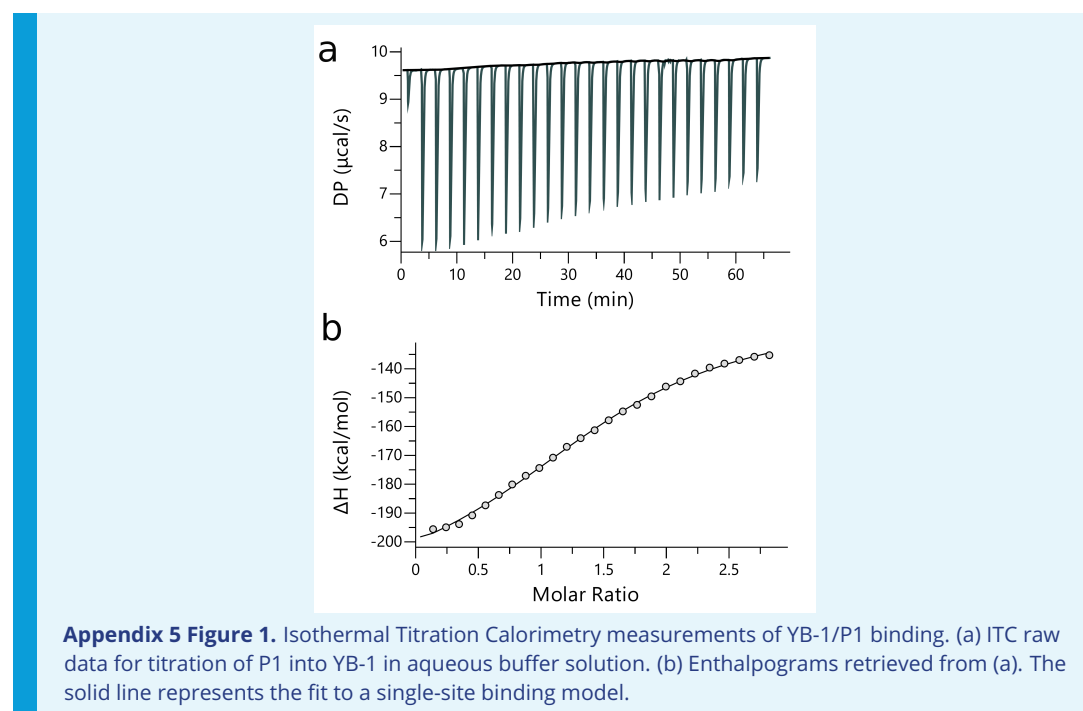 a
10
9
8
7
6
DP (µcal/s)
0 10 20 30 40 50 60
Time (min)
b
-140
-150
-160
-170
-180
-190
-200
ΔH (kcal/mol)
0 0.5 1 1.5 2 2.5
Molar Ratio
Appendix 5 Figure 1. Isothermal Titration Calorimetry measurements of YB-1/P1 binding. (a) ITC raw
data for titration of P1 into YB-1 in aqueous buffer solution. (b) Enthalpograms retrieved from (a). The
solid line represents the fit to a single-site binding model.